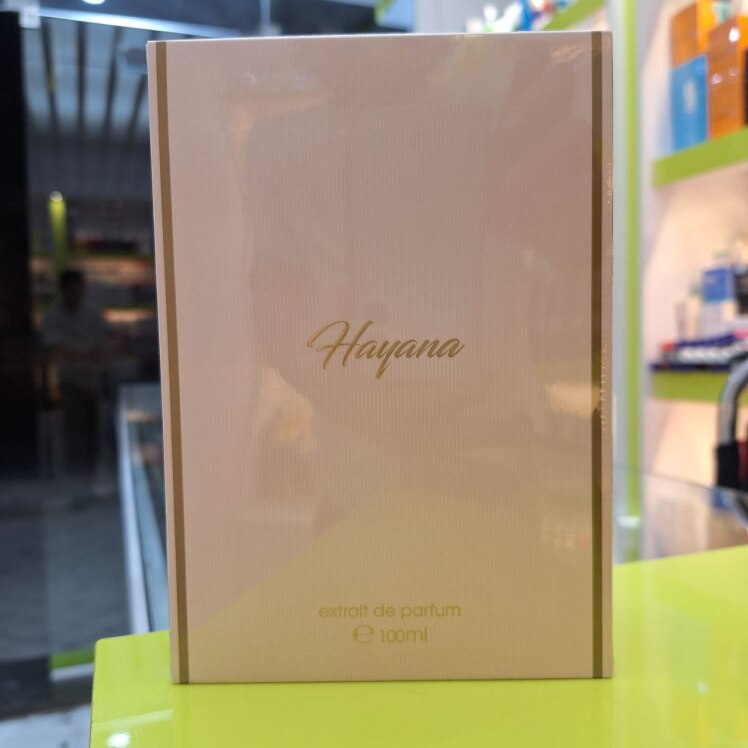 Hayana
extrait de parfum
℮ 100ml